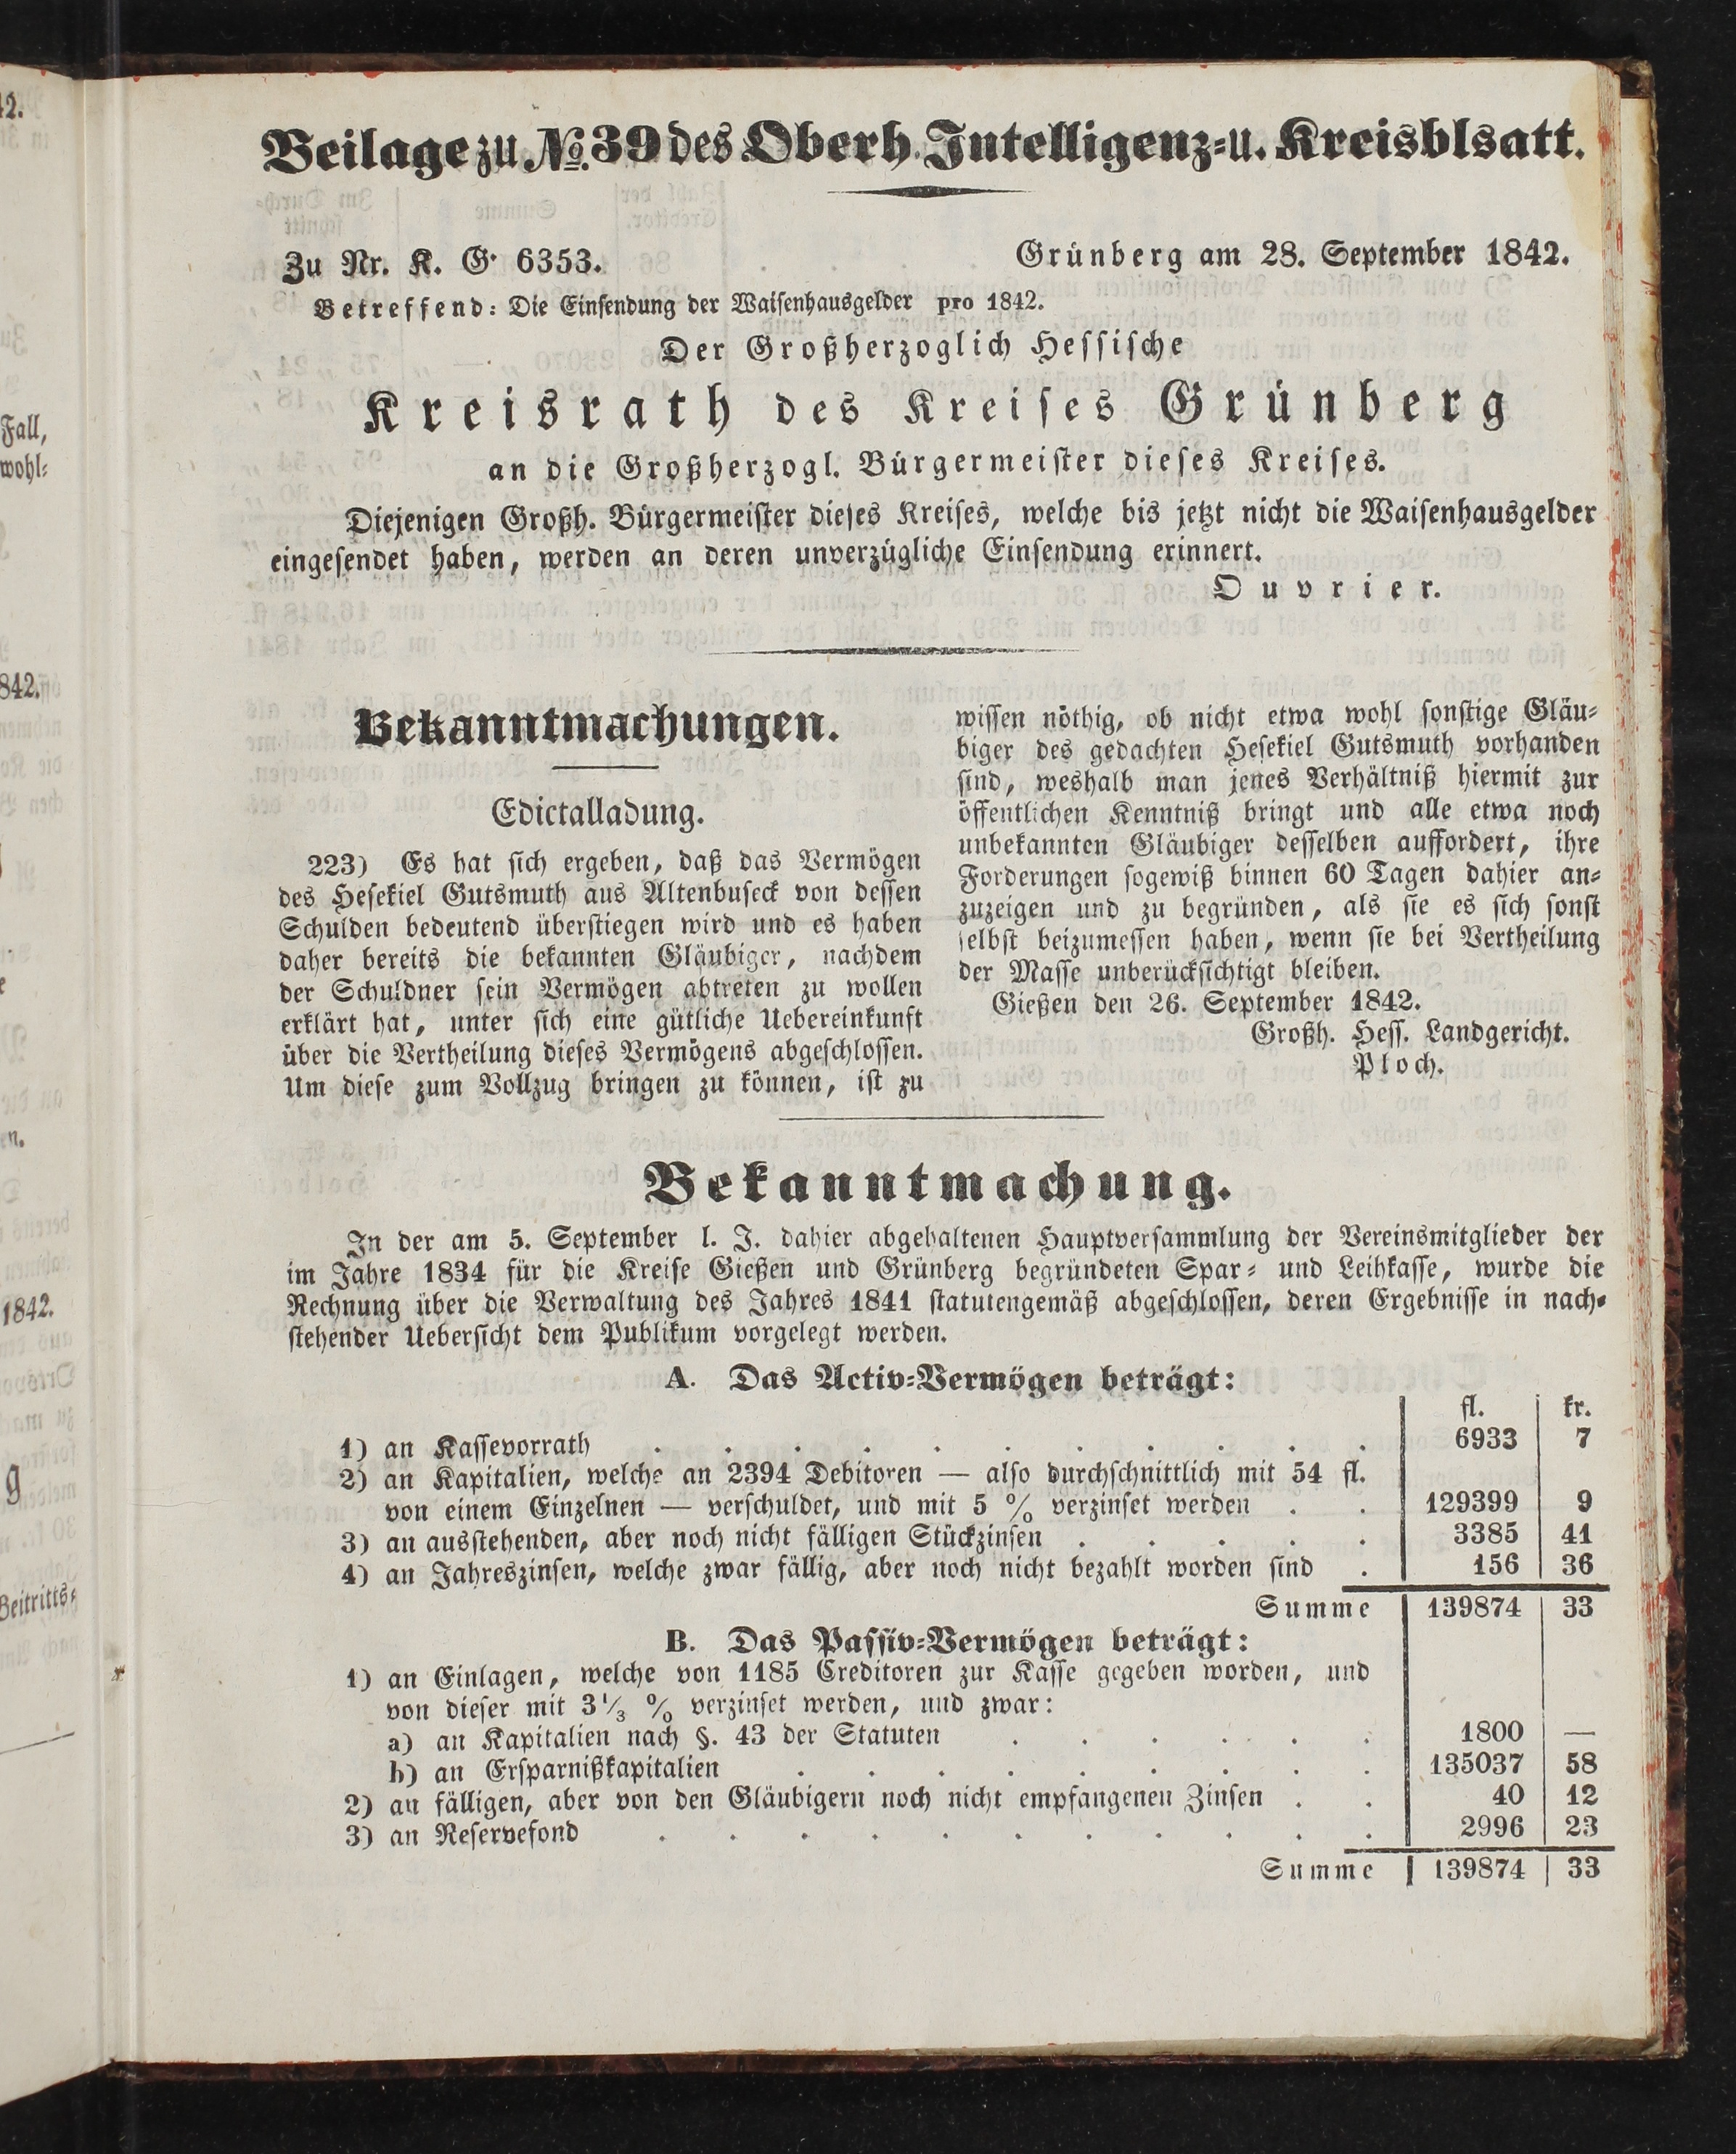 Beilage zu №. 39 des Oberh. Intelligenz-u. Kreisblsatt.
Zu Nr. K. G. 6353.
Grünberg am 28. September 1842.
Betreffend: Die Einsendung der Waisenhausgelder pro 1842.
Der Großherzoglich Hessische
Kreisrath des Kreises Grünberg
an die Großherzogl. Bürgermeister dieses Kreises.
Diejenigen Großh. Bürgermeister dieses Kreises, welche bis jetzt nicht die Waisenhausgelder
eingesendet haben, werden an deren unverzügliche Einsendung erinnert.
Ouvrier.
Bekanntmachungen.
Edictalladung.
223) Es hat sich ergeben, daß das Vermögen
des Hesekiel Gutsmuth aus Altenbuseck von dessen
Schulden bedeutend überstiegen wird und es haben
daher bereits die bekannten Gläubiger, nachdem
der Schuldner sein Vermögen abtreten zu wollen
erklärt hat, unter sich eine gütliche Uebereinkunft
über die Vertheilung dieses Vermögens abgeschlossen.
Um diese zum Vollzug bringen zu können, ist zu
wissen nöthig, ob nicht etwa wohl sonstige Gläu-
biger des gedachten Hesekiel Gutsmuth vorhanden
sind, weshalb man jenes Verhältniß hiermit zur
öffentlichen Kenntniß bringt und alle etwa noch
unbekannten Gläubiger desselben auffordert, ihre
Forderungen sogewiß binnen 60 Tagen dahier an-
zuzeigen und zu begründen, als sie es sich sonst
selbst beizumessen haben, wenn sie bei Vertheilung
der Masse unberücksichtigt bleiben.
Gießen den 26. September 1842.
Großh. Hess. Landgericht.
Ploch.
Bekanntmachung.
In der am 5. September l. J. dahier abgehaltenen Hauptversammlung der Vereinsmitglieder der
im Jahre 1834 für die Kreise Gießen und Grünberg begründeten Spar- und Leihkasse, wurde die
Rechnung über die Verwaltung des Jahres 1841 statutengemäß abgeschlossen, deren Ergebnisse in nach-
stehender Uebersicht dem Publikum vorgelegt werden.
A. Das Activ-Vermögen beträgt:
fl. kr.
1) an Kassevorrath . . . . . . . . . . . 6933 7
2) an Kapitalien, welche an 2394 Debitoren — also durchschnittlich mit 54 fl.
von einem Einzelnen — verschuldet, und mit 5 % verzinset werden . . 129399 9
3) an ausstehenden, aber noch nicht fälligen Stückzinsen . . . . . 3385 41
4) an Jahreszinsen, welche zwar fällig, aber noch nicht bezahlt worden sind . 156 36
Summe 139874 33
B. Das Passiv-Vermögen beträgt:
1) an Einlagen, welche von 1185 Creditoren zur Kasse gegeben worden, und
von dieser mit 3⅓ % verzinset werden, und zwar:
a) an Kapitalien nach §. 43 der Statuten . . . . . . 1800 —
b) an Ersparnißkapitalien . . . . . . . . . 135037 58
2) an fälligen, aber von den Gläubigern noch nicht empfangenen Zinsen . . 40 12
3) an Reservefond . . . . . . . . . . . 2996 23
Summe 139874 33